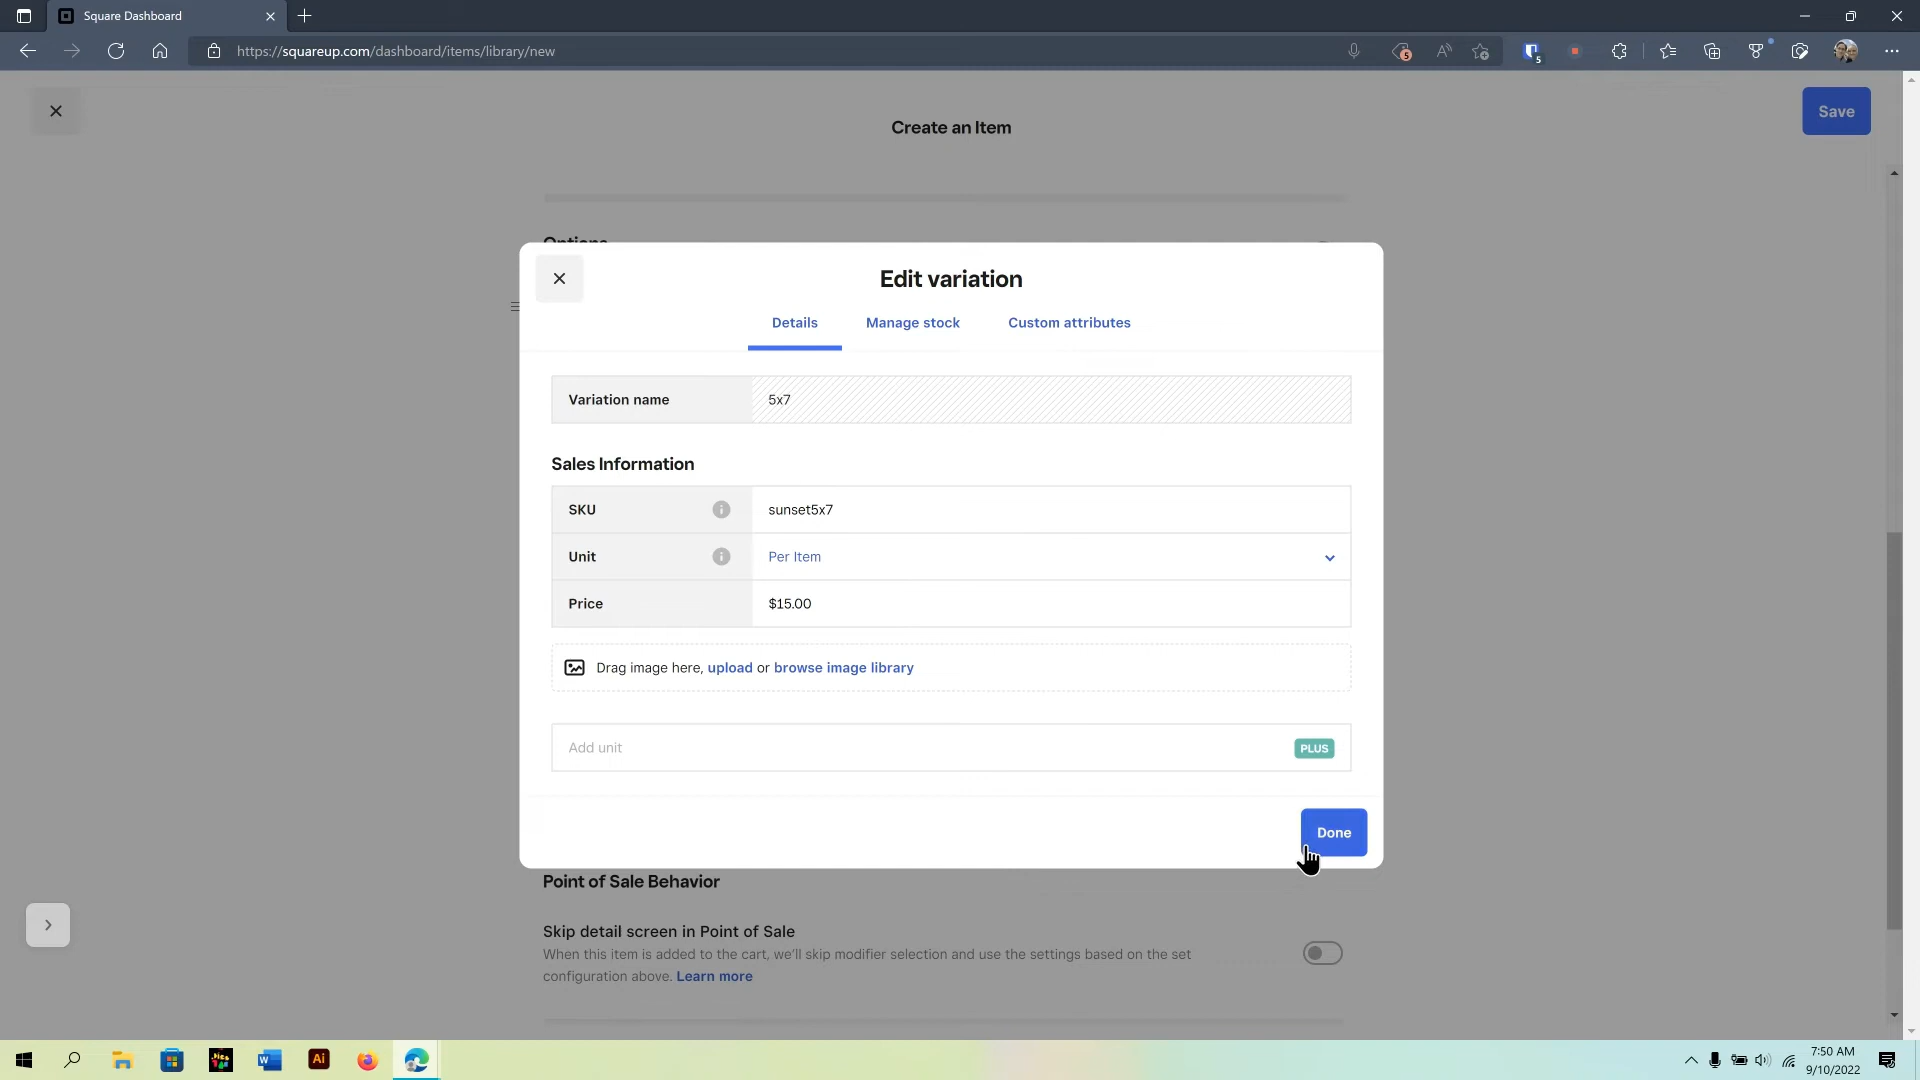 Square Dashboard
https://squareup.com/dashboard/items/library/new
5
5
Create an Item
Save
Options
Edit variation
Details
Manage stock
Custom attributes
Variation name
5x7
Sales Information
SKU
sunset5x7
Unit
Per Item
Price
$15.00
Drag image here, upload or browse image library
Add unit
PLUS
Done
Point of Sale Behavior
Skip detail screen in Point of Sale
When this item is added to the cart, we'll skip modifier selection and use the settings based on the set
configuration above. Learn more
W
Ai
7:50 AM
9/10/2022